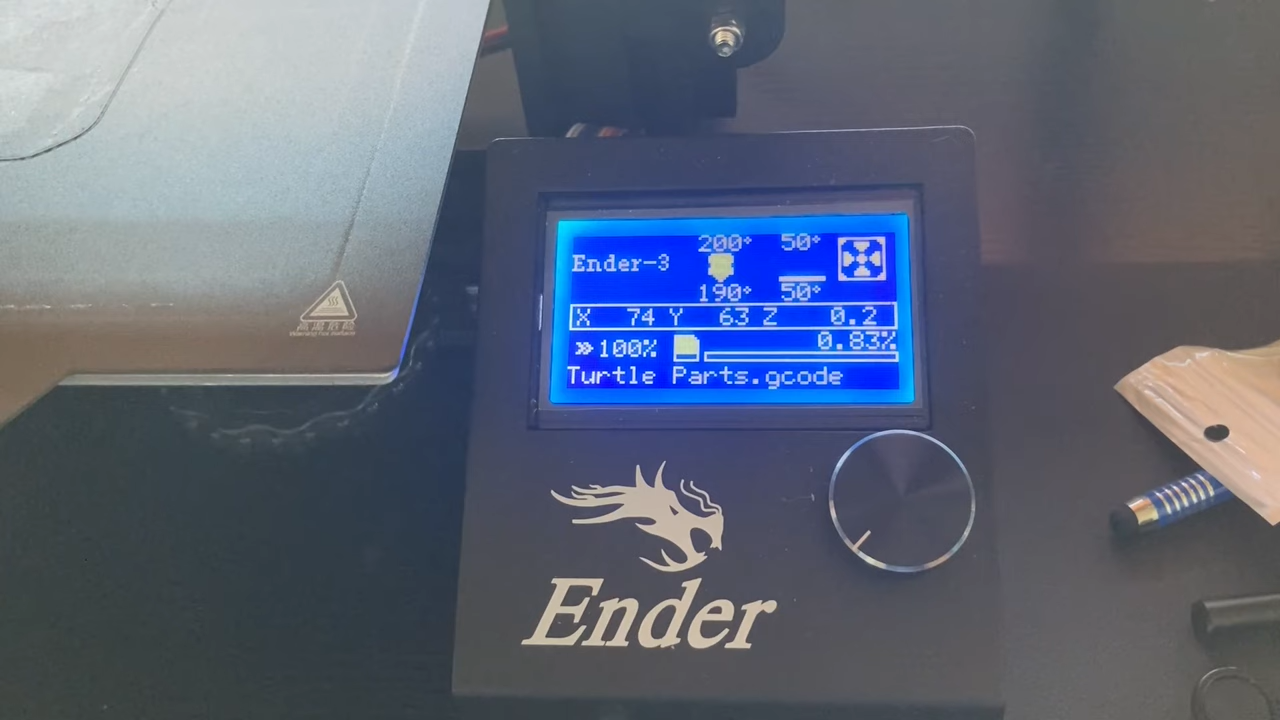 200° 50°
Ender-3
190° 50°
X 74 Y 63 Z 0.2
0.83%
»100%
Turtle Parts.gcode
Ender